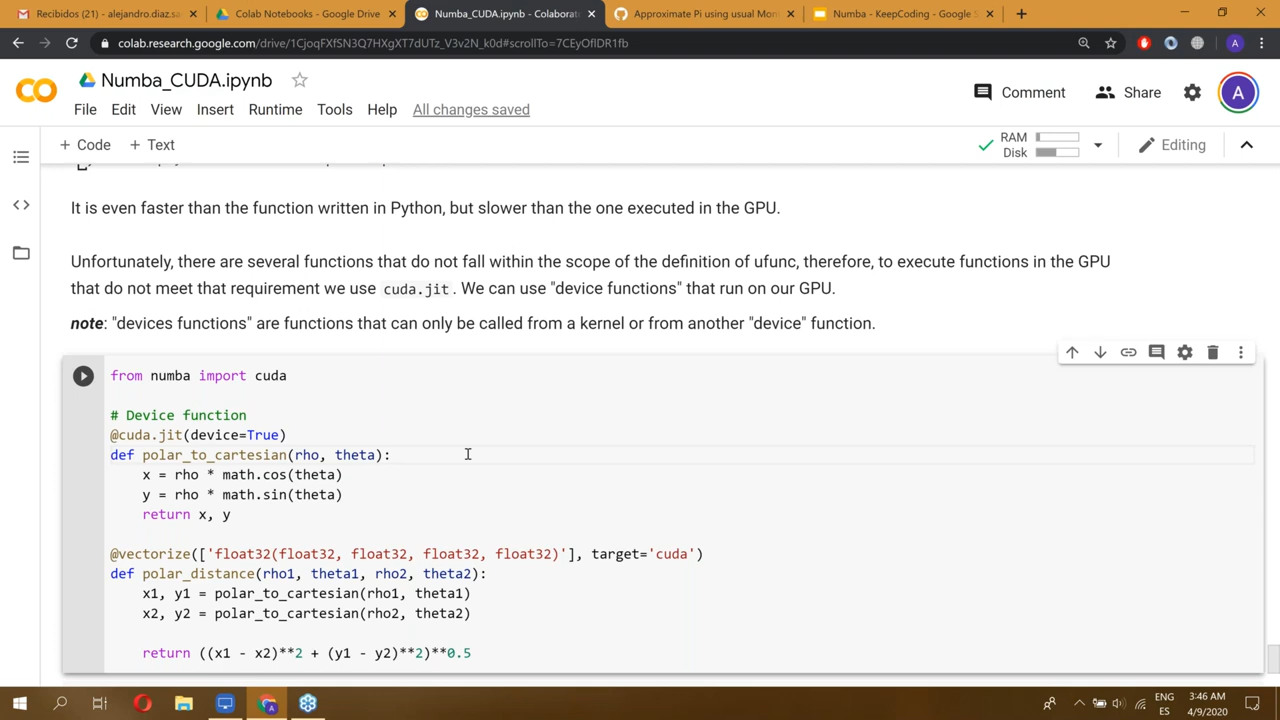 Recibidos (21) - alejandro.diaz.sa
Colab Notebooks - Google Drive
Numba_CUDA.ipynb - Colaborat
Approximate Pi using usual Mon
Numba - KeepCoding - Google S
colab.research.google.com/drive/1CjoqFXfSN3Q7HXgXT7dUTz_V3v2N_k0d#scrollTo=7CEyOflDR1fb
A
Numba_CUDA.ipynb
Comment
Share
A
File Edit View Insert Runtime Tools Help All changes saved
+ Code + Text
RAM
Disk
Editing
It is even faster than the function written in Python, but slower than the one executed in the GPU.
Unfortunately, there are several functions that do not fall within the scope of the definition of ufunc, therefore, to execute functions in the GPU
that do not meet that requirement we use cuda.jit. We can use "device functions" that run on our GPU.
note: "devices functions" are functions that can only be called from a kernel or from another "device" function.
from numba import cuda
# Device function
@cuda.jit(device=True)
def polar_to_cartesian(rho, theta):
x = rho * math.cos(theta)
y = rho * math.sin(theta)
return x, y
@vectorize(['float32(float32, float32, float32, float32)'], target='cuda')
def polar_distance(rho1, theta1, rho2, theta2):
x1, y1 = polar_to_cartesian(rho1, theta1)
x2, y2 = polar_to_cartesian(rho2, theta2)
return ((x1 - x2)**2 + (y1 - y2)**2)**0.5
ENG
ES
3:46 AM
4/9/2020